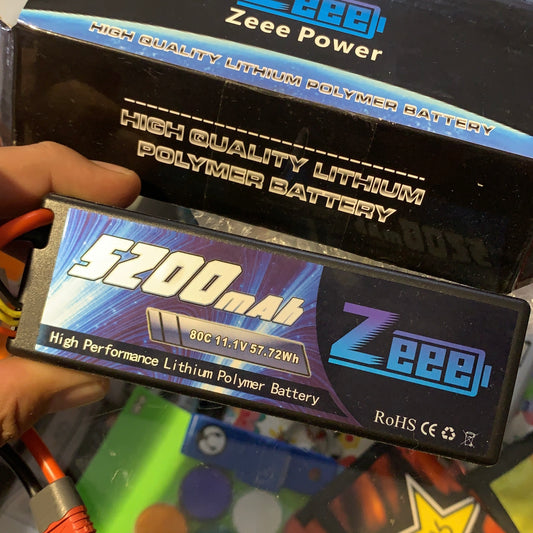 Zeee
Zeee Power
HIGH QUALITY LITHIUM POLYMER BATTERY
HIGH QUALITY LITHIUM
POLYMER BATTERY
5200mAh
80C 11.1V 57.72Wh
High Performance Lithium Polymer Battery
Zeee
RoHS CE